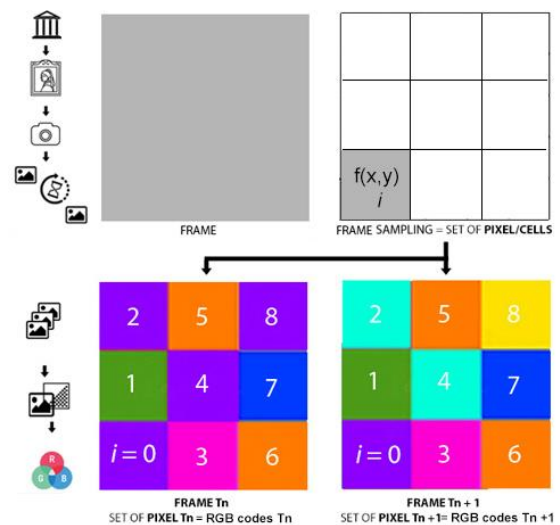 f(x,y)
i
FRAME
FRAME SAMPLING = SET OF PIXEL/CELLS
2 5 8
1 4 7
i = 0 3 6
FRAME Tn
SET OF PIXEL Tn = RGB codes Tn
2 5 8
1 4 7
i = 0 3 6
FRAME Tn + 1
SET OF PIXEL Tn +1= RGB codes Tn +1
R
G B